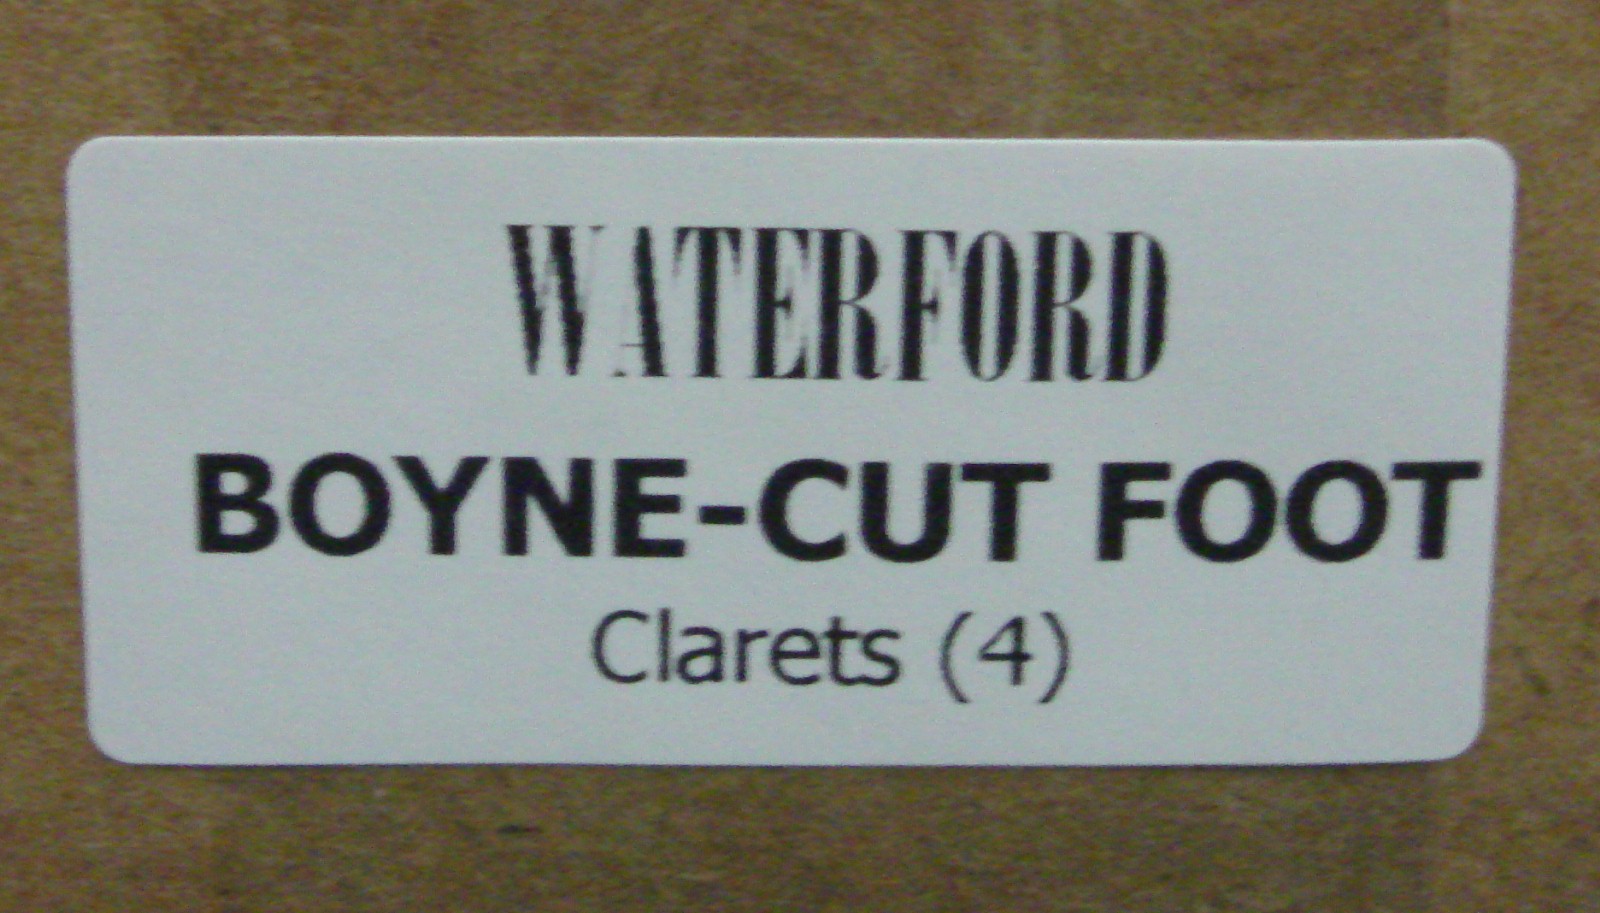 WATERFORD
BOYNE-CUT FOOT
Clarets (4)